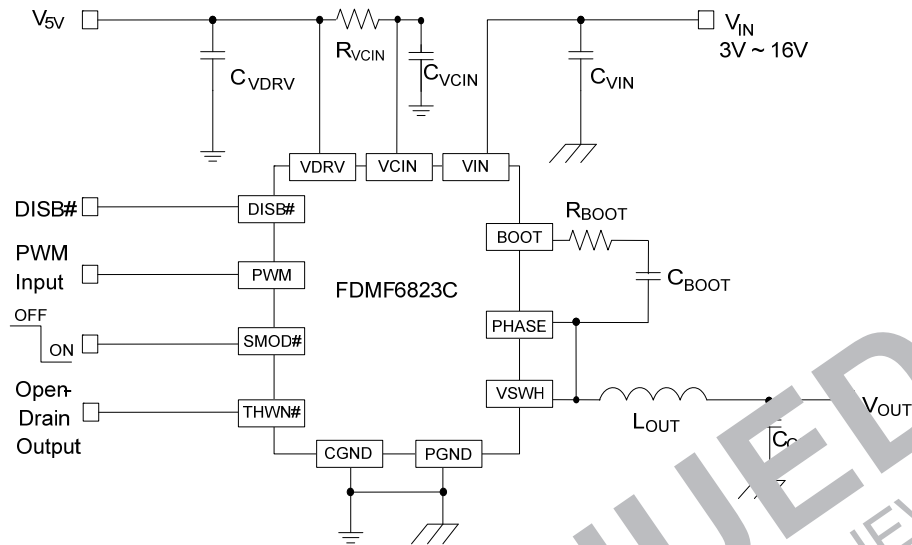 V5V
RVCIN
VIN
3V ~ 16V
CVDRV
CVCIN
CVIN
VDRV
VCIN
VIN
DISB#
DISB#
RBOOT
BOOT
PWM
Input
PWM
CBOOT
FDMF6823C
OFF
ON
SMOD#
PHASE
Open-
Drain
Output
THWN#
VSWH
LOUT
VOUT
CGND
PGND